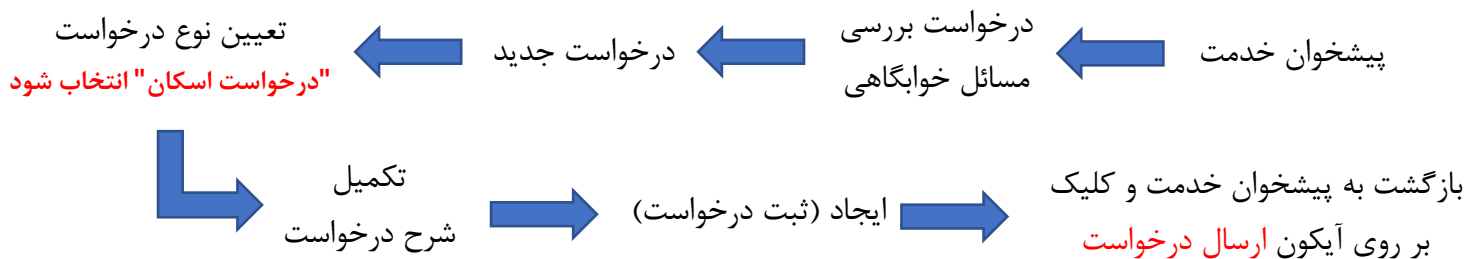 پیشخوان خدمت
درخواست بررسی
مسائل خوابگاهی
درخواست جدید
تعیین نوع درخواست
"درخواست اسکان" انتخاب شود
تکمیل
شرح درخواست
ایجاد (ثبت درخواست)
بازگشت به پیشخوان خدمت و کلیک
بر روی آیکون ارسال درخواست